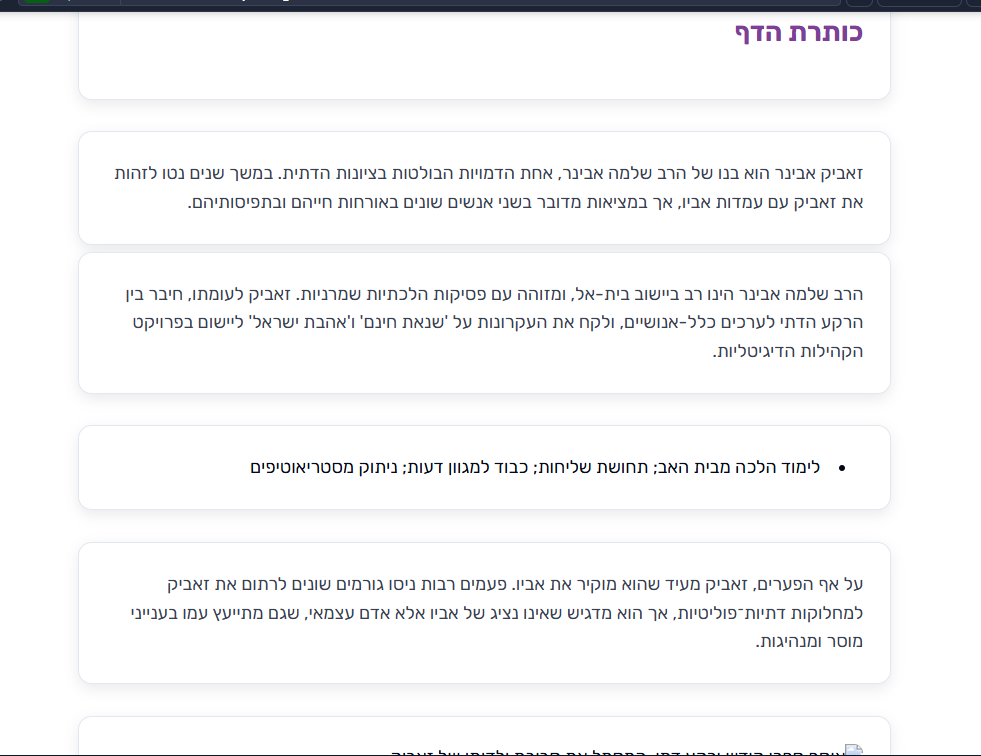 כותרת הדף
זאביק אבינר הוא בנו של הרב שלמה אבינר, אחת הדמויות הבולטות בציונות הדתית. במשך שנים נטו לזהות
את זאביק עם עמדות אביו, אך במציאות מדובר בשני אנשים שונים באורחות חייהם ובתפיסותיהם.
הרב שלמה אבינר הינו רב ביישוב בית-אל, ומזוהה עם פסיקות הלכתיות שמרניות. זאביק לעומתו, חיבר בין
הרקע הדתי לערכים כלל-אנושיים, ולקח את העקרונות על 'שנאת חינם' ו'אהבת ישראל' ליישום בפרויקט
הקהילות הדיגיטליות.
• לימוד הלכה מבית האב; תחושת שליחות; כבוד למגוון דעות; ניתוק מסטריאוטיפים
על אף הפערים, זאביק מעיד שהוא מוקיר את אביו. פעמים רבות ניסו גורמים שונים לרתום את זאביק
למחלוקות דתיות־פוליטיות, אך הוא מדגיש שאינו נציג של אביו אלא אדם עצמאי, שגם מתייעץ עמו בענייני
מוסר ומנהיגות.